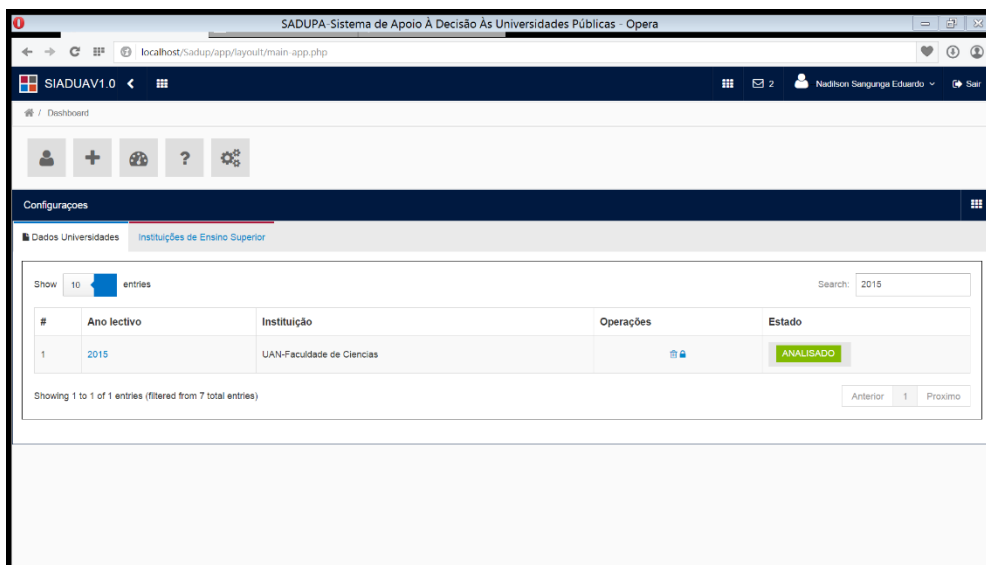 SADUPA-Sistema de Apoio À Decisão Às Universidades Públicas - Opera
localhost/Sadup/app/layoult/main-app.php
SIADUAV1.0
2
Nadilson Sangunga Eduardo
Sair
/ Dashboard
?
Configuraçoes
Dados Universidades
Instituições de Ensino Superior
Show 10 entries
Search: 2015
# Ano lectivo Instituição Operações Estado
1 2015 UAN-Faculdade de Ciencias ANALISADO
Showing 1 to 1 of 1 entries (filtered from 7 total entries)
Anterior 1 Proximo